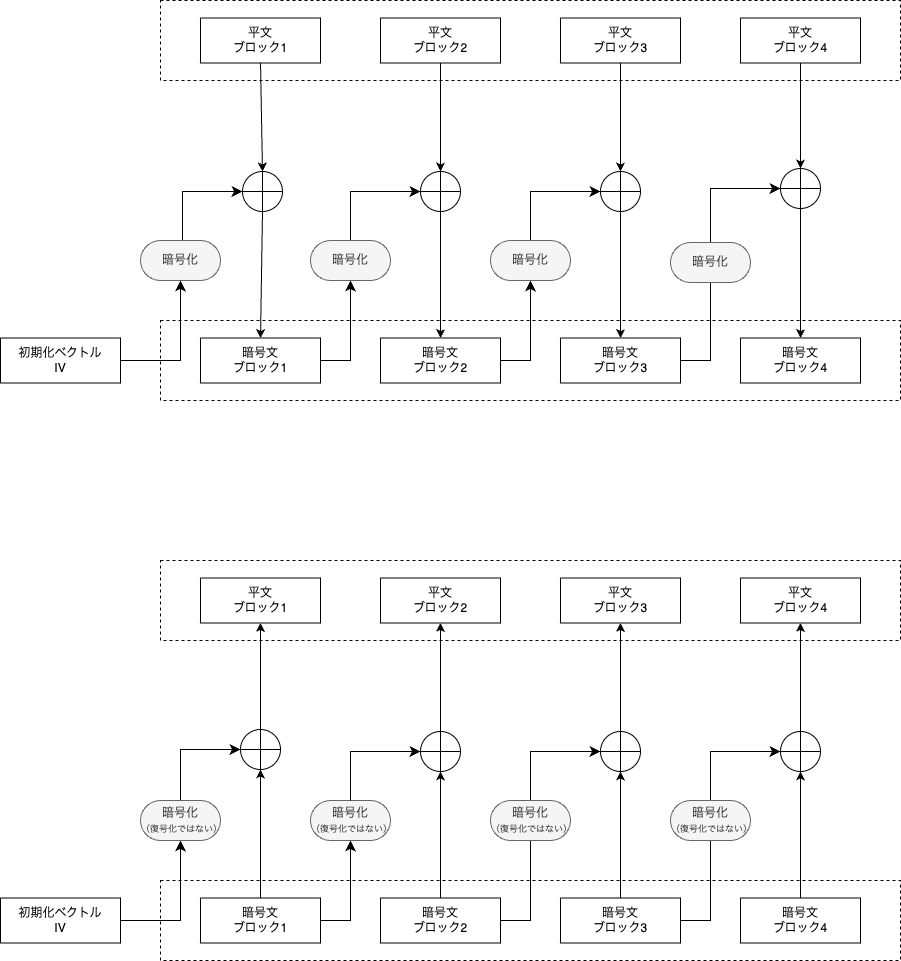 平文
ブロック1
平文
ブロック2
平文
ブロック3
平文
ブロック4
暗号化
暗号化
暗号化
暗号化
初期化ベクトル
IV
暗号文
ブロック1
暗号文
ブロック2
暗号文
ブロック3
暗号文
ブロック4
平文
ブロック1
平文
ブロック2
平文
ブロック3
平文
ブロック4
暗号化
(復号化ではない)
暗号化
(復号化ではない)
暗号化
(復号化ではない)
暗号化
(復号化ではない)
初期化ベクトル
IV
暗号文
ブロック1
暗号文
ブロック2
暗号文
ブロック3
暗号文
ブロック4